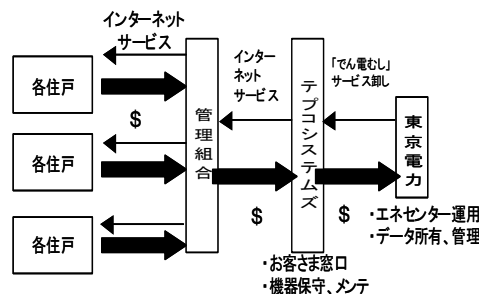 インターネット
サービス
各住戸
$
各住戸
各住戸
管理組合
インター
ネット
サービス
$
テプコシステムズ
・お客さま窓口
・機器保守、メンテ
「でん電むし」
サービス卸し
$
東京電力
・エネセンター運用
・データ所有、管理